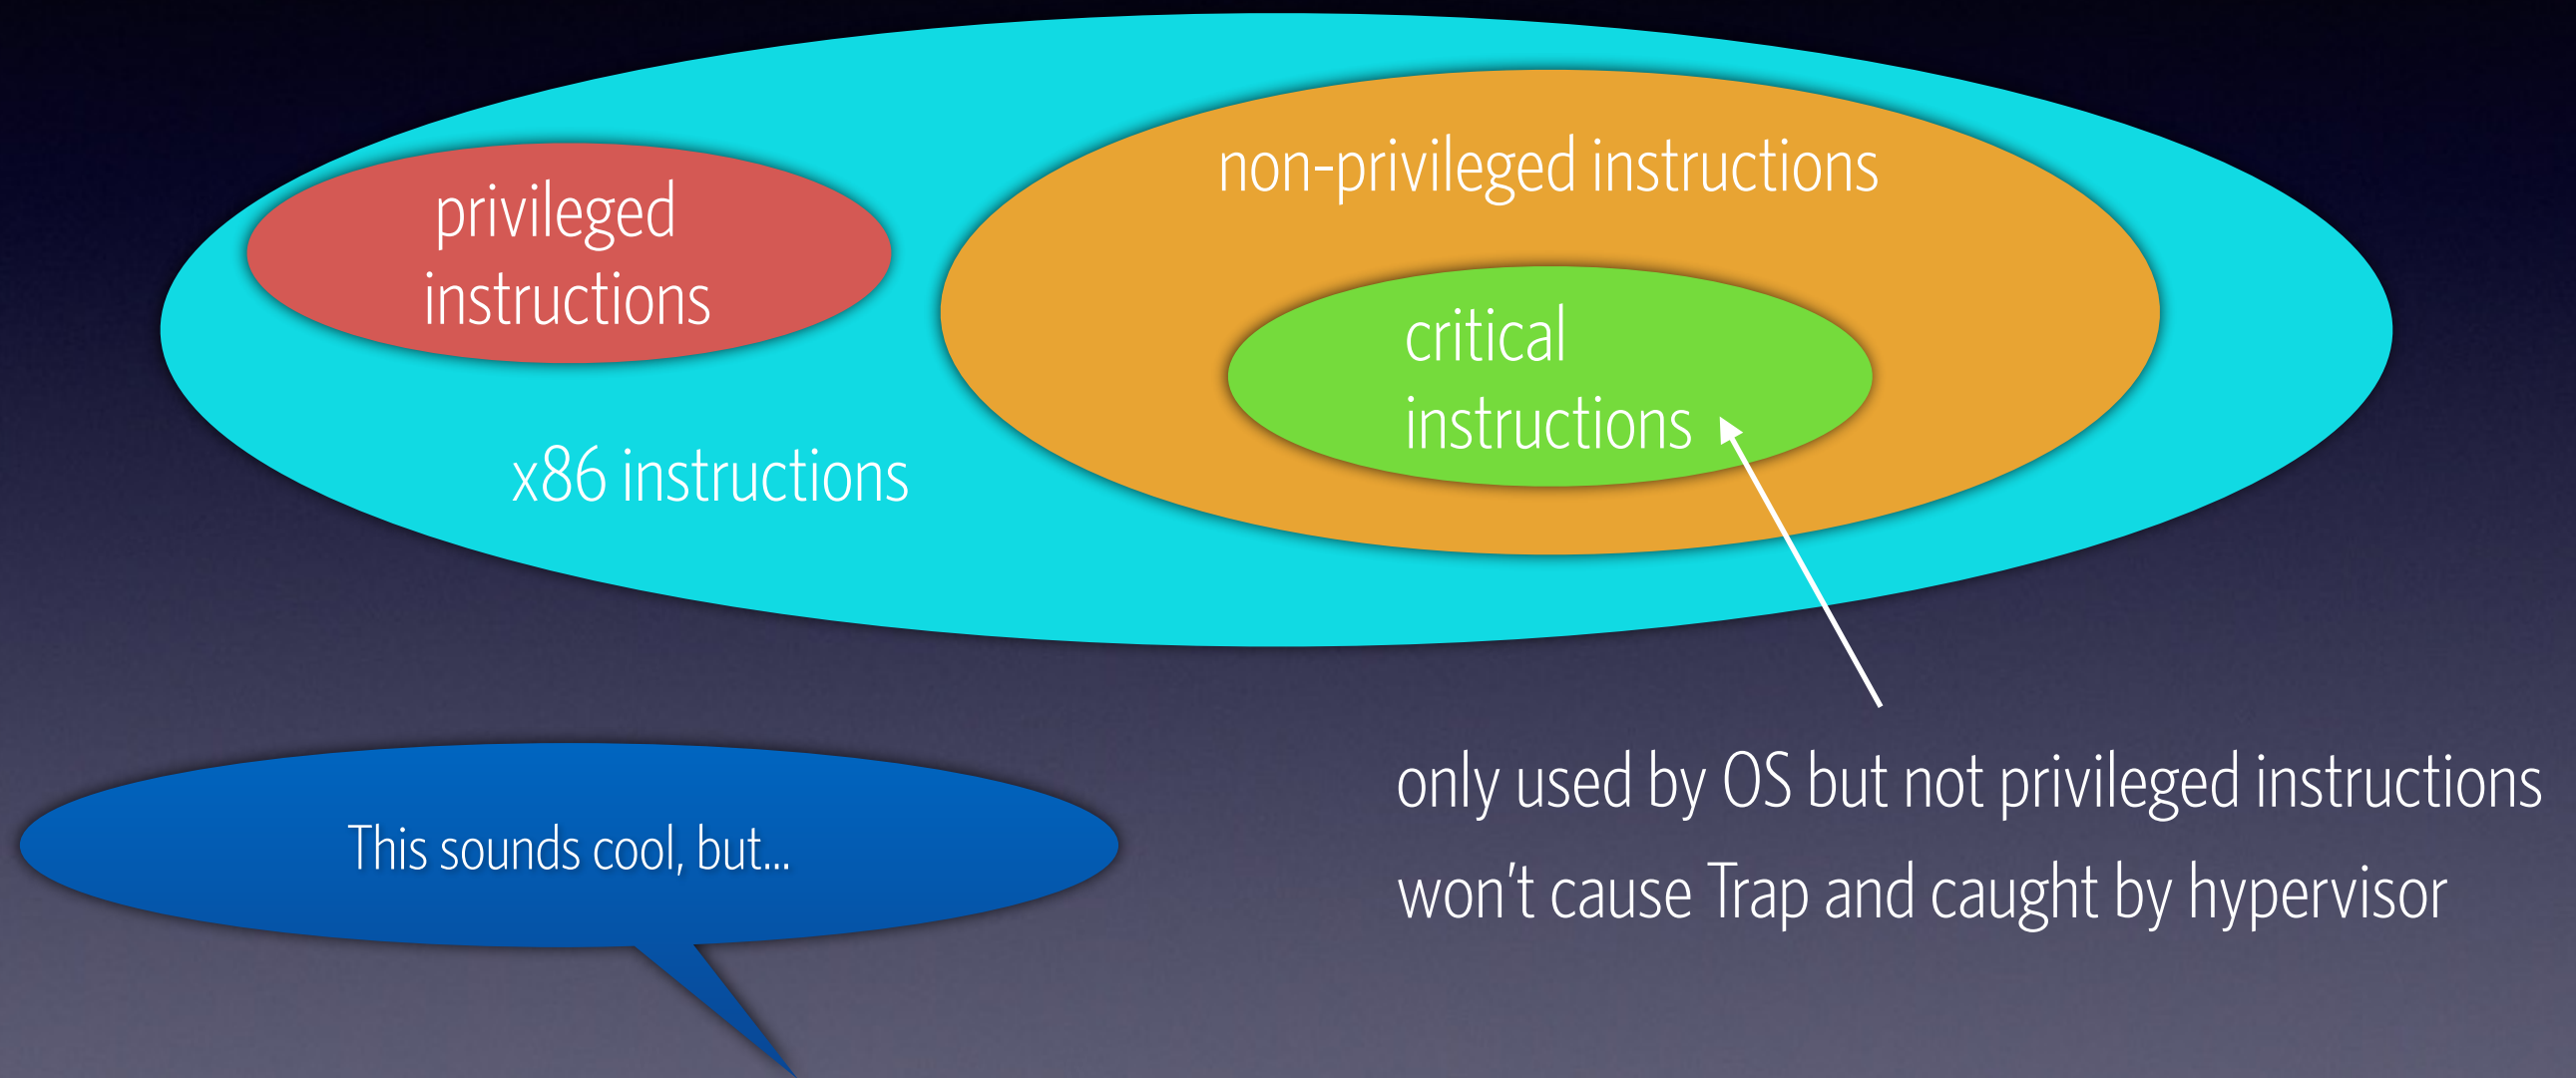 non-privileged instructions
privileged
instructions
critical
instructions
x86 instructions
only used by OS but not privileged instructions
won't cause Trap and caught by hypervisor
This sounds cool, but...